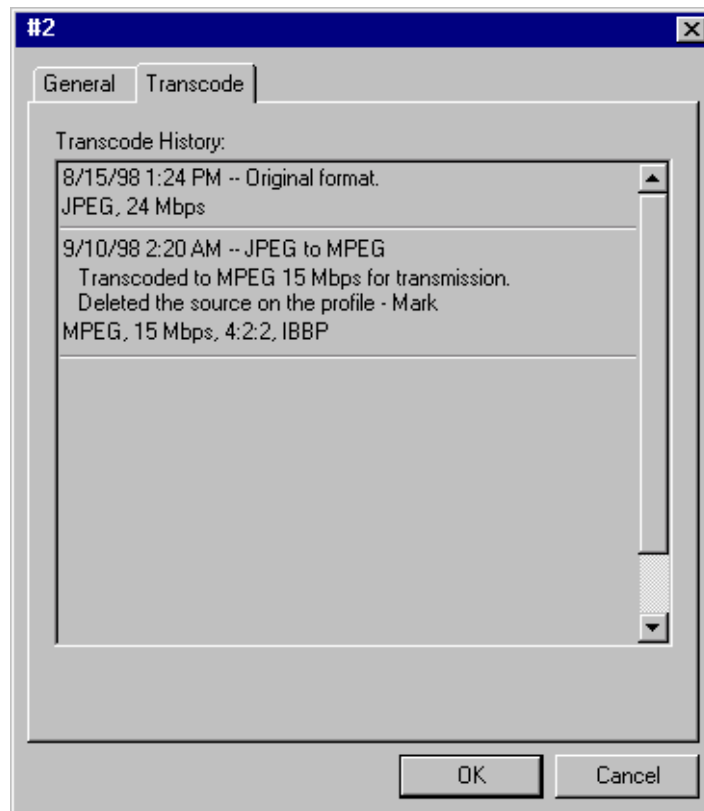 #2
General Transcode
Transcode History:
8/15/98 1:24 PM -- Original format.
JPEG, 24 Mbps
9/10/98 2:20 AM -- JPEG to MPEG
Transcoded to MPEG 15 Mbps for transmission.
Deleted the source on the profile - Mark
MPEG, 15 Mbps, 4:2:2, IBBP
OK Cancel